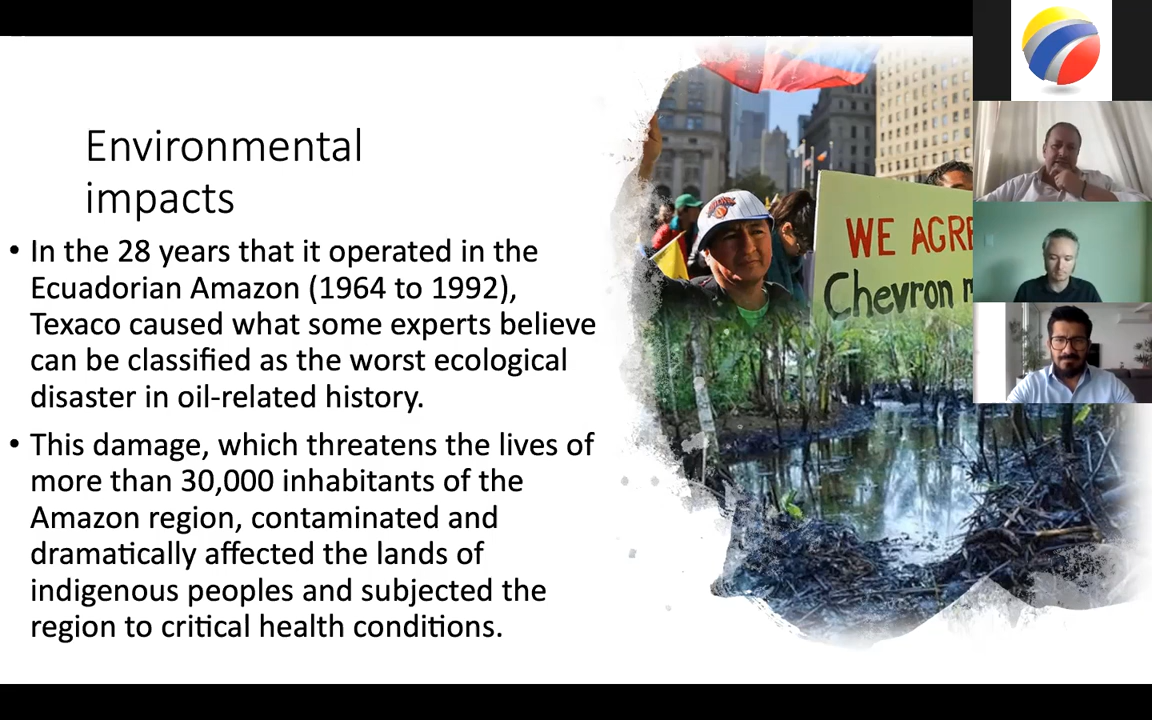 Environmental
impacts
• In the 28 years that it operated in the
Ecuadorian Amazon (1964 to 1992),
Texaco caused what some experts believe
can be classified as the worst ecological
disaster in oil-related history.
• This damage, which threatens the lives of
more than 30,000 inhabitants of the
Amazon region, contaminated and
dramatically affected the lands of
indigenous peoples and subjected the
region to critical health conditions.
WE
Chevron